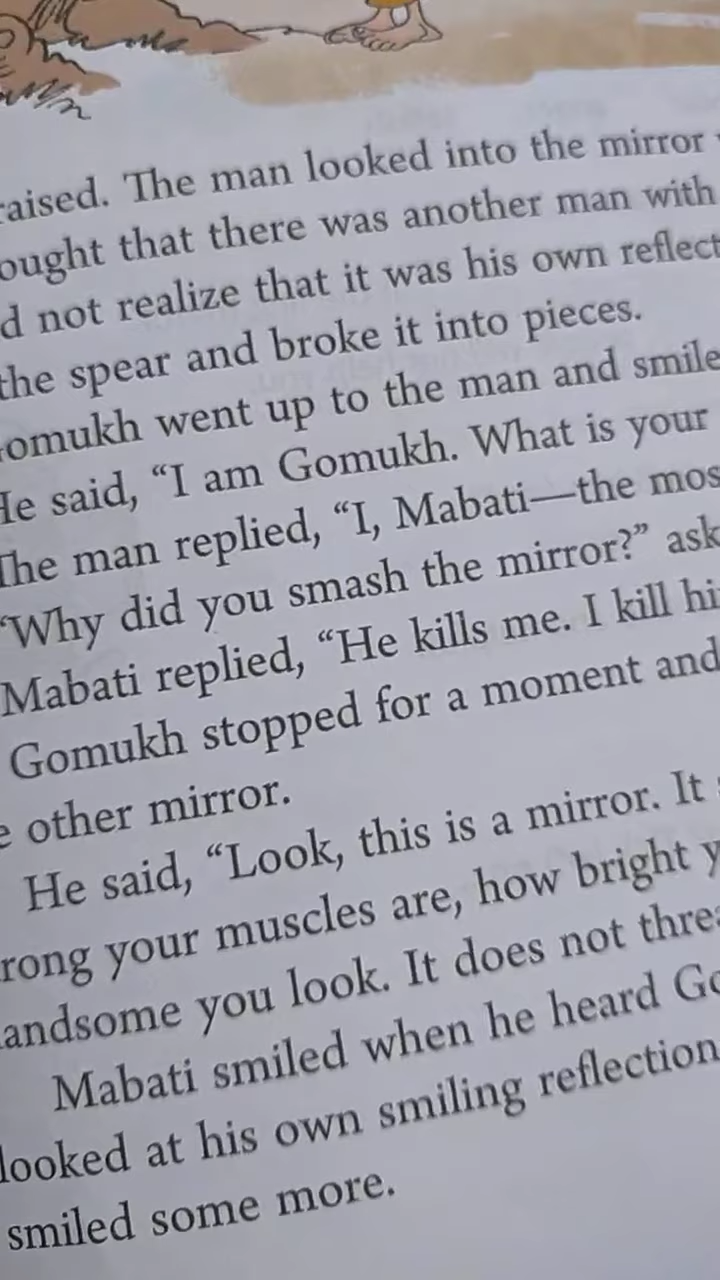 raised. The man looked into the mirror
ought that there was another man with
d not realize that it was his own reflect
the spear and broke it into pieces.
omukh went up to the man and smile
He said, “I am Gomukh. What is your
The man replied, “I, Mabati—the mos
“Why did you smash the mirror?” ask
Mabati replied, “He kills me. I kill hi
Gomukh stopped for a moment and
e other mirror.
He said, “Look, this is a mirror. It
rong your muscles are, how bright y
andsome you look. It does not threa
Mabati smiled when he heard Go
looked at his own smiling reflection
smiled some more.